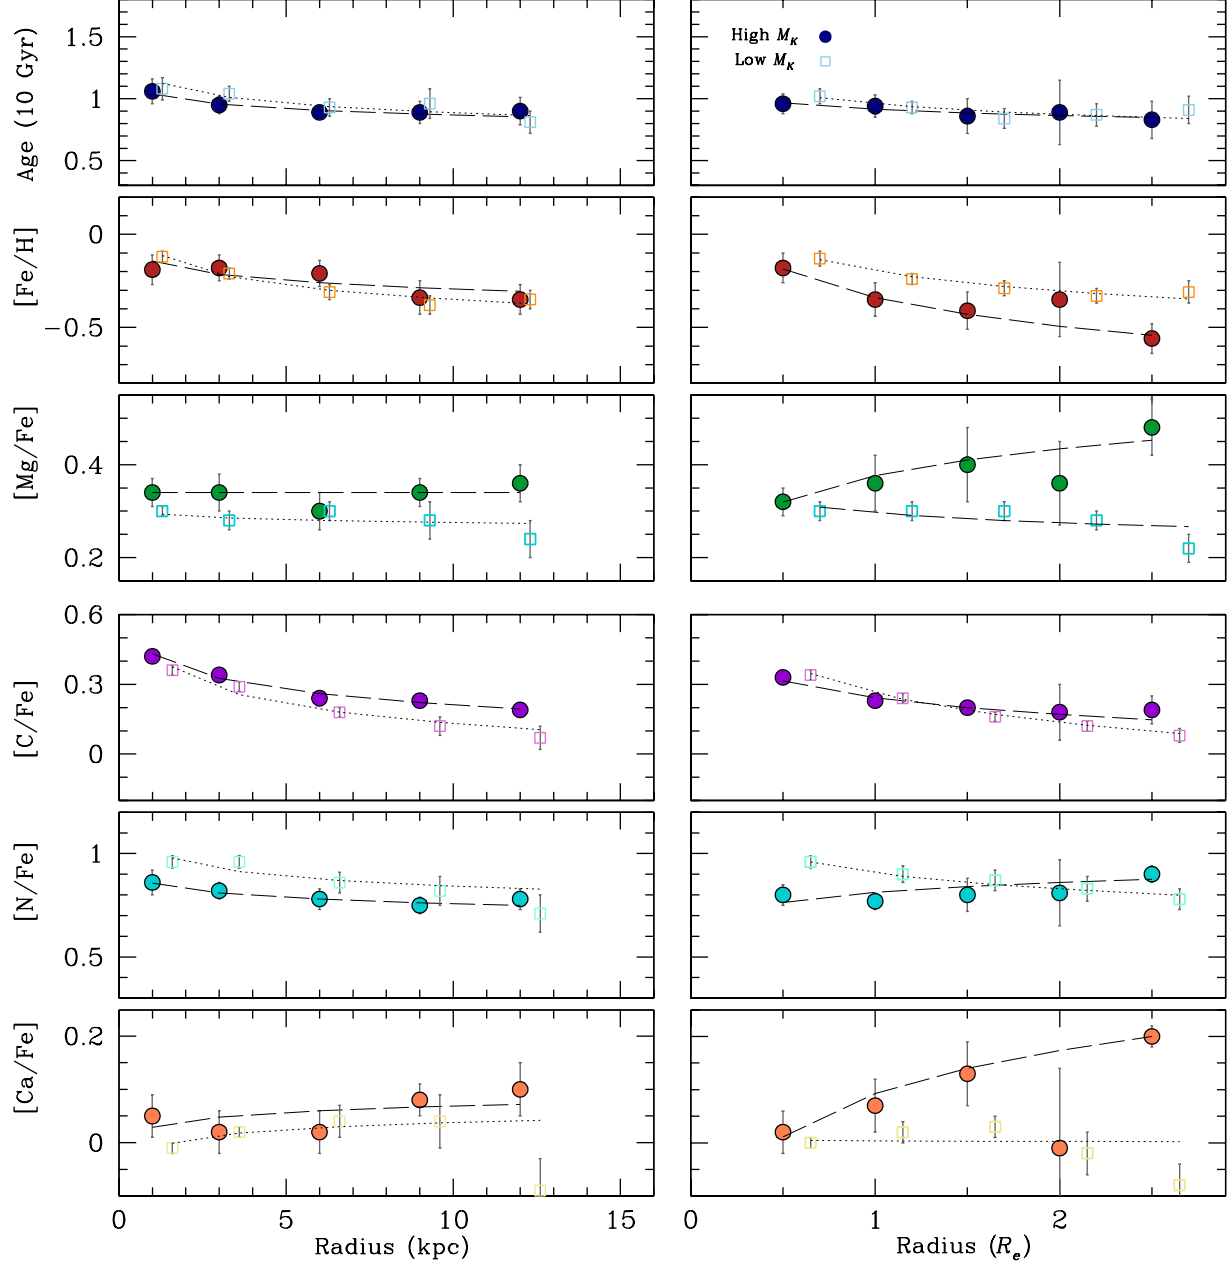 Age (10 Gyr)
1.5
1
0.5
High M_K
Low M_K
[Fe/H]
0
−0.5
[Mg/Fe]
0.4
0.2
[C/Fe]
0.6
0.3
0
[N/Fe]
1
0.5
[Ca/Fe]
0.2
0
0 5 10 15
0 1 2
Radius (kpc)
Radius (R_e)